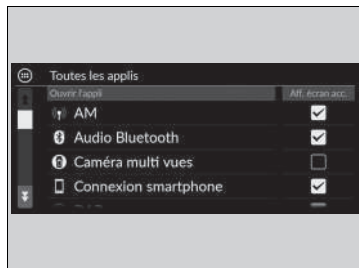 Toutes les applis
Ouvrir l'appli
Aff. écran acc.
AM
Audio Bluetooth
Caméra multi vues
Connexion smartphone